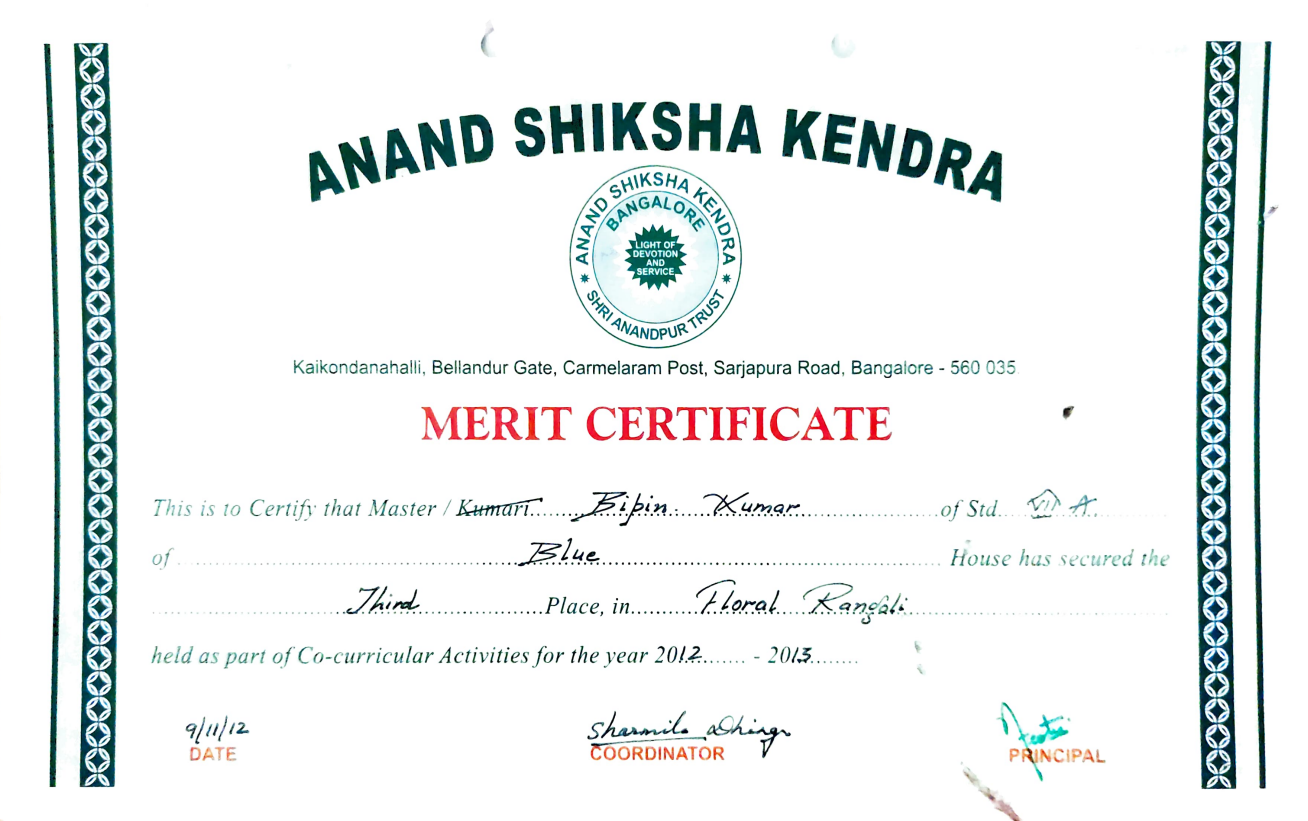 ANAND SHIKSHA KENDRA
ANAND SHIKSHA KENDRA
BANGALORE
LIGHT OF
DEVOTION
AND
SERVICE
SHRI ANANDPUR TRUST
Kaikondanahalli, Bellandur Gate, Carmelaram Post, Sarjapura Road, Bangalore - 560 035.
MERIT CERTIFICATE
This is to Certify that Master / Kumari Bipin Kumar of Std VII A
of Blue House has secured the
Third Place, in Floral Rangoli
held as part of Co-curricular Activities for the year 2012 - 2013
9/11/12 Sharmila Dhingr
DATE COORDINATOR PRINCIPAL